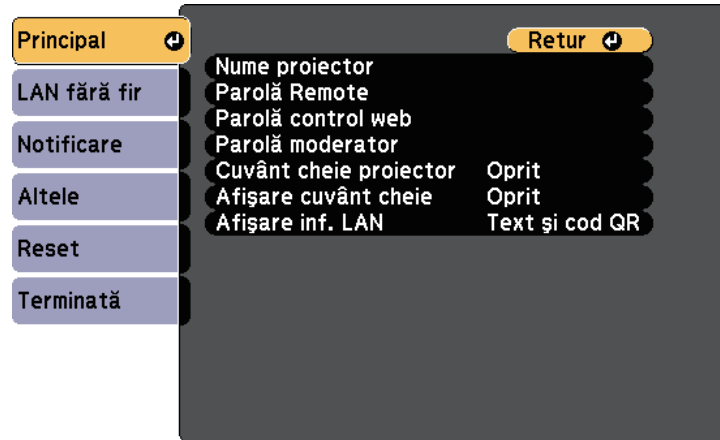 Principal
LAN fără fir
Notificare
Altele
Reset
Terminată
Retur
Nume proiector
Parolă Remote
Parolă control web
Parolă moderator
Cuvânt cheie proiector Oprit
Afişare cuvânt cheie Oprit
Afişare inf. LAN Text şi cod QR